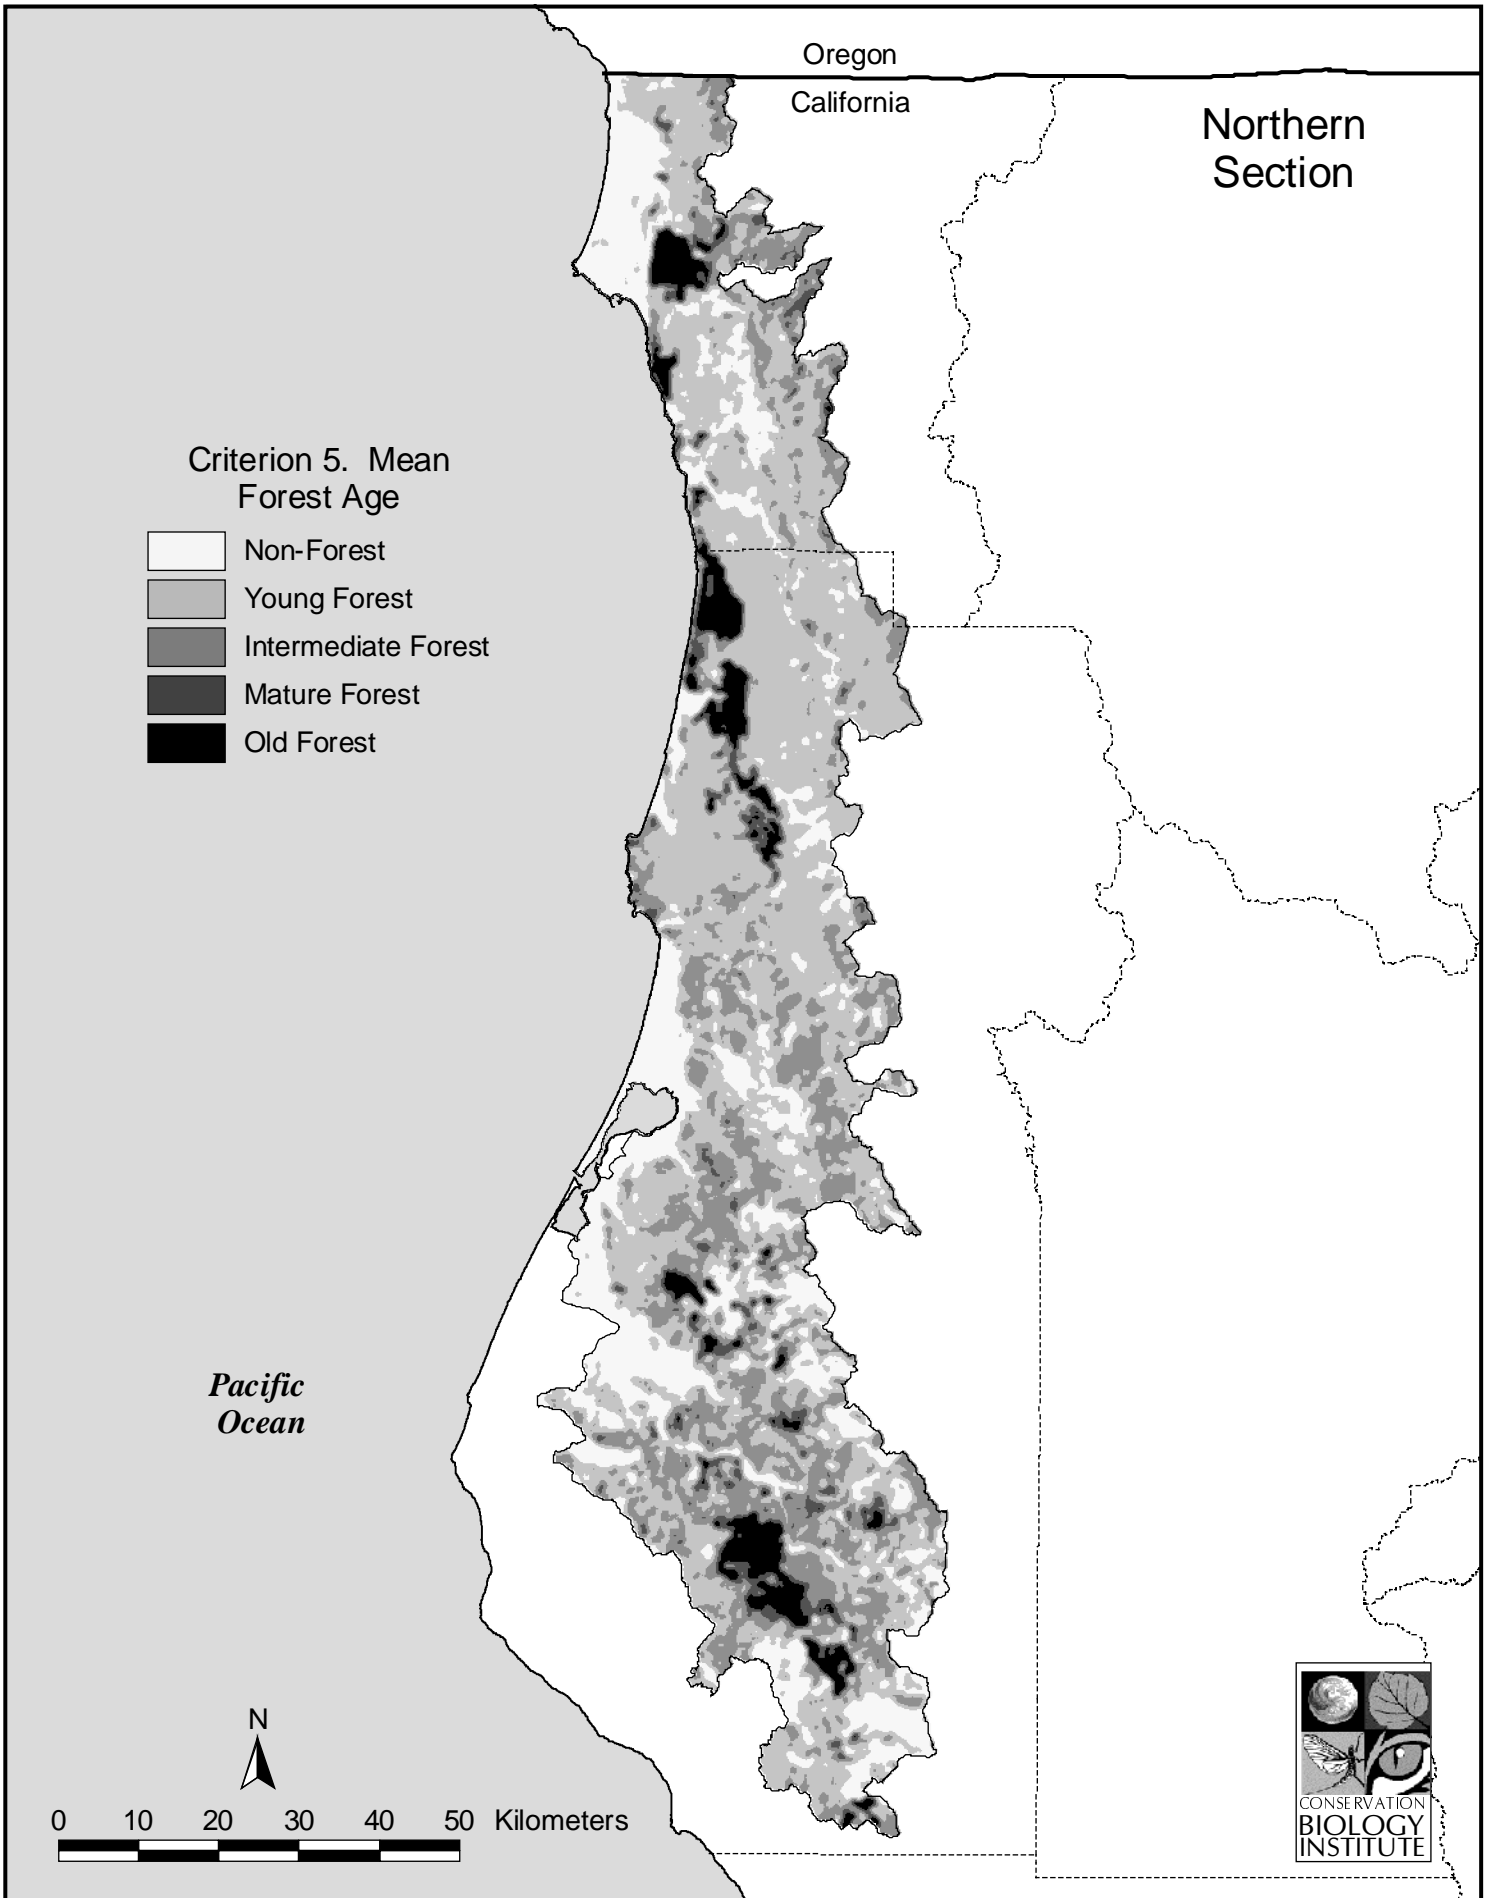 Oregon
California
Northern
Section
Criterion 5. Mean
Forest Age
Non-Forest
Young Forest
Intermediate Forest
Mature Forest
Old Forest
Pacific
Ocean
N
0 10 20 30 40 50 Kilometers
CONSERVATION
BIOLOGY
INSTITUTE